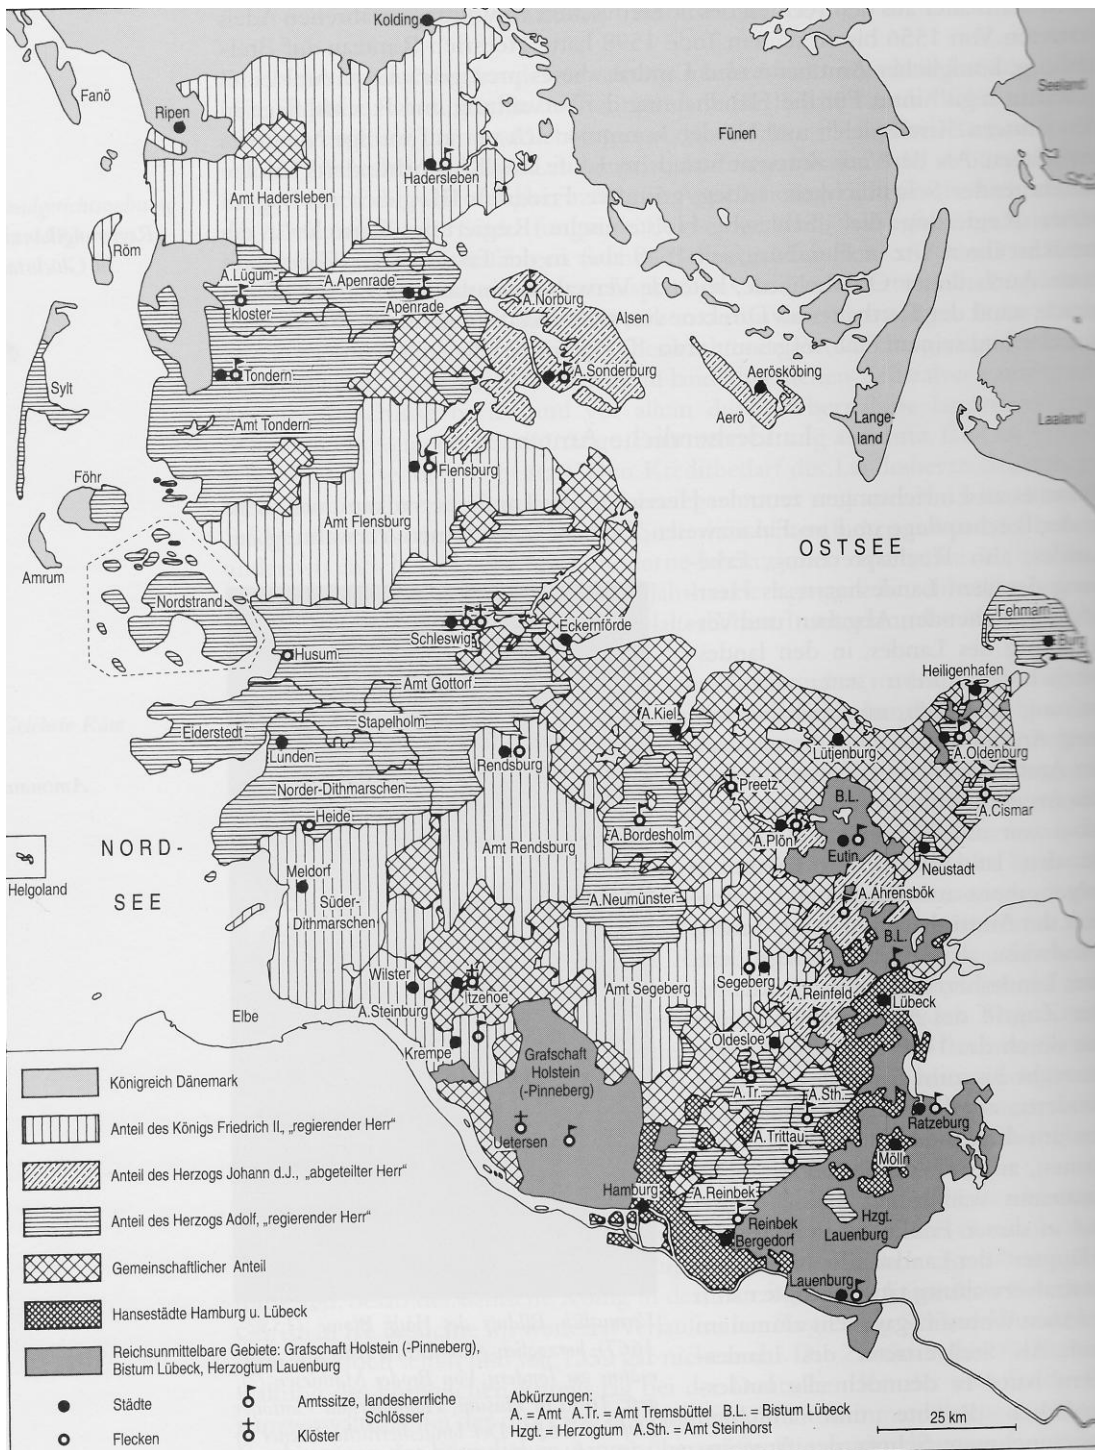 Kolding
Fanö
Ripen
Seeland
Fünen
Hadersleben
Amt Hadersleben
Röm
A.Lügum-
kloster
A.Apenrade
Apenrade
A.Norburg
Alsen
Tondern
A.Sonderburg
Aerösköbing
Sylt
Amt Tondern
Aerö
Lange-
land
Laaland
Föhr
Flensburg
Amt Flensburg
OSTSEE
Amrum
Nordstrand
Fehmarn
Schleswig
Eckernförde
Burg
Husum
Heiligenhafen
Amt Gottorf
Stapelholm
A.Kiel
Eiderstedt
Lunden
Rendsburg
Lütjenburg
A.Oldenburg
Norder-Dithmarschen
Preetz
B.L.
A.Cismar
Heide
A.Bordesholm
A.Plön
NORD-
SEE
Amt Rendsburg
Eutin
Neustadt
Helgoland
Meldorf
A.Ahrensbök
Süder-
Dithmarschen
A.Neumünster
B.L.
Wilster
Itzehoe
Amt Segeberg
Segeberg
A.Reinfeld
Lübeck
Elbe
A.Steinburg
Krempe
Oldesloe
Grafschaft
Holstein
(-Pinneberg)
A.Tr.
A.Sth.
Uetersen
Ratzeburg
A.Trittau
Mölln
Hamburg
A.Reinbek
Hzgt.
Lauenburg
Reinbek
Bergedorf
Lauenburg
Königreich Dänemark
Anteil des Königs Friedrich II., „regierender Herr“
Anteil des Herzogs Johann d.J., „abgeteilter Herr“
Anteil des Herzogs Adolf, „regierender Herr“
Gemeinschaftlicher Anteil
Hansestädte Hamburg u. Lübeck
Reichsunmittelbare Gebiete: Grafschaft Holstein (-Pinneberg),
Bistum Lübeck, Herzogtum Lauenburg
Städte
Flecken
Amtssitze, landesherrliche
Schlösser
Klöster
Abkürzungen:
A. = Amt A.Tr. = Amt Tremsbüttel B.L. = Bistum Lübeck
Hzgt. = Herzogtum A.Sth. = Amt Steinhorst
25 km